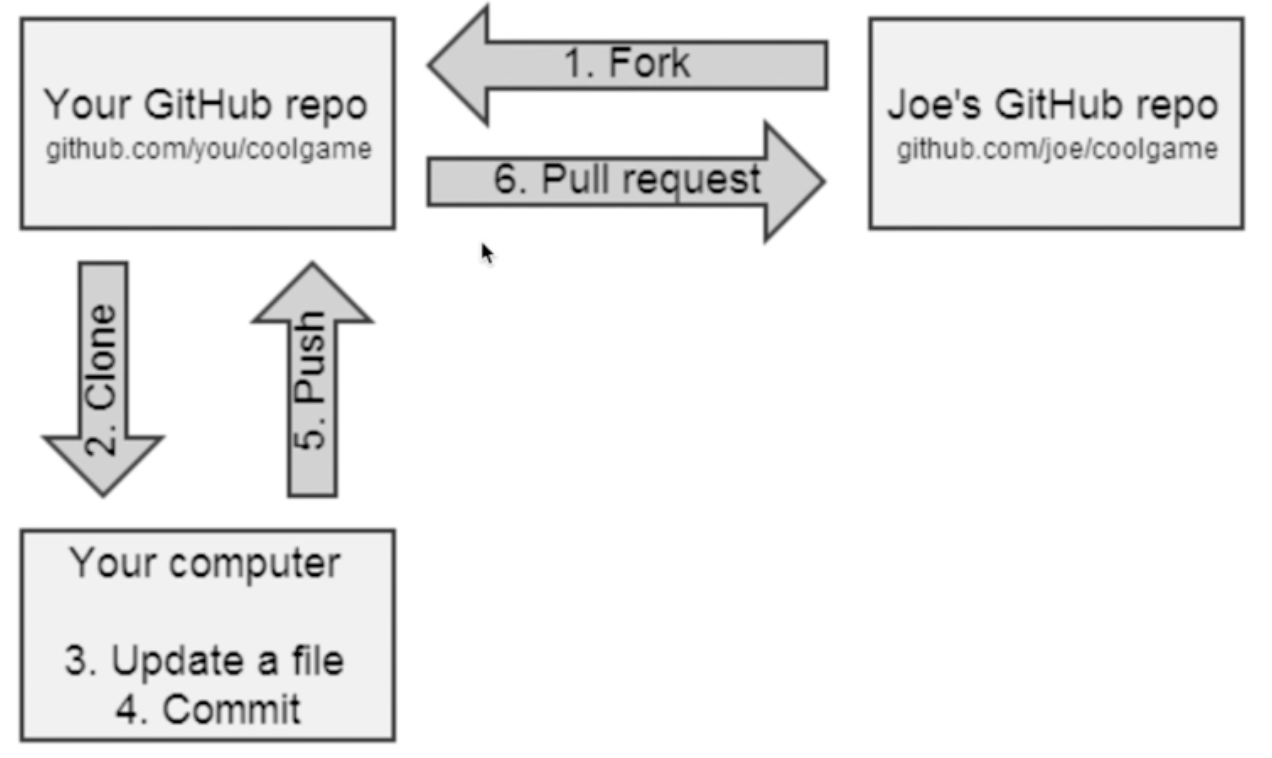 Your GitHub repo
github.com/you/coolgame
1. Fork
6. Pull request
Joe's GitHub repo
github.com/joe/coolgame
2. Clone
5. Push
Your computer
3. Update a file
4. Commit